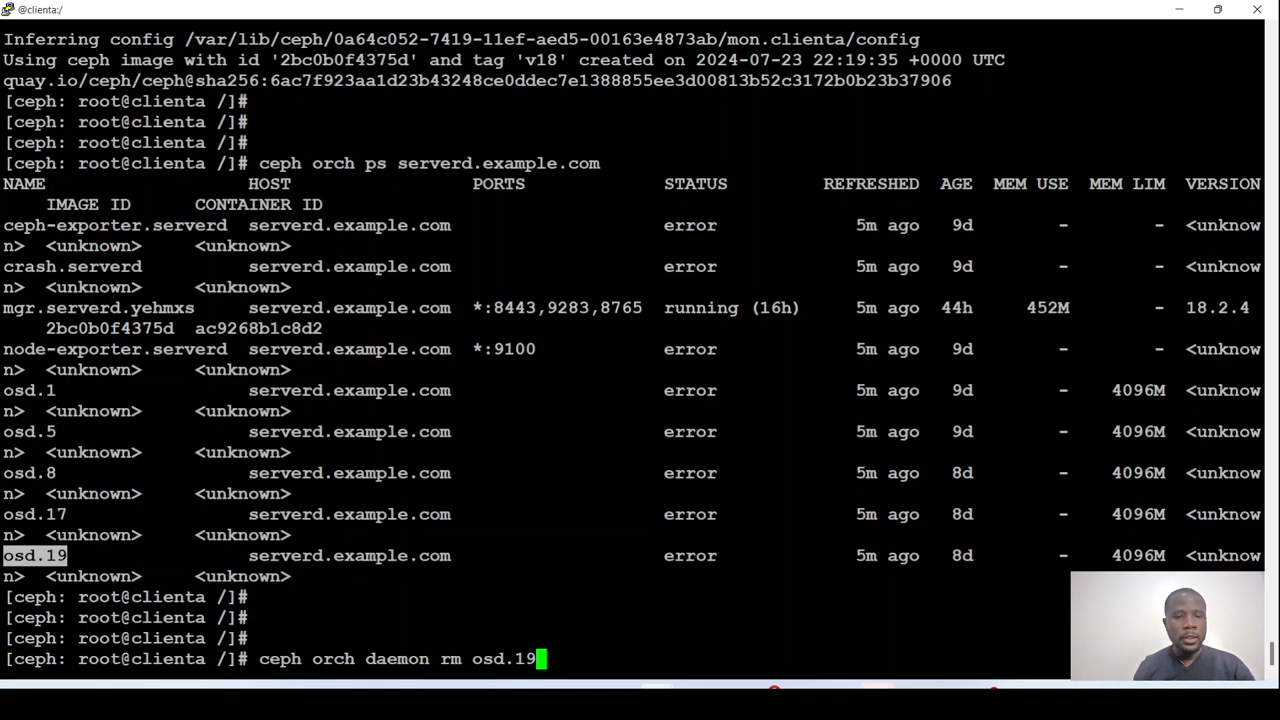 @clienta:/
Inferring config /var/lib/ceph/0a64c052-7419-11ef-aed5-00163e4873ab/mon.clienta/config
Using ceph image with id '2bc0b0f4375d' and tag 'v18' created on 2024-07-23 22:19:35 +0000 UTC
quay.io/ceph/ceph@sha256:6ac7f923aa1d23b43248ce0ddec7e1388855ee3d00813b52c3172b0b23b37906
[ceph: root@clienta /]#
[ceph: root@clienta /]#
[ceph: root@clienta /]#
[ceph: root@clienta /]# ceph orch ps serverd.example.com
NAME HOST PORTS STATUS REFRESHED AGE MEM USE MEM LIM VERSION
IMAGE ID CONTAINER ID
ceph-exporter.serverd serverd.example.com error 5m ago 9d - - <unknow
n> <unknown> <unknown>
crash.serverd serverd.example.com error 5m ago 9d - - <unknow
n> <unknown> <unknown>
mgr.serverd.yehmxs serverd.example.com *:8443,9283,8765 running (16h) 5m ago 44h 452M - 18.2.4
2bc0b0f4375d ac9268b1c8d2
node-exporter.serverd serverd.example.com *:9100 error 5m ago 9d - - <unknow
n> <unknown> <unknown>
osd.1 serverd.example.com error 5m ago 9d - 4096M <unknow
n> <unknown> <unknown>
osd.5 serverd.example.com error 5m ago 9d - 4096M <unknow
n> <unknown> <unknown>
osd.8 serverd.example.com error 5m ago 8d - 4096M <unknow
n> <unknown> <unknown>
osd.17 serverd.example.com error 5m ago 8d - 4096M <unknow
n> <unknown> <unknown>
osd.19 serverd.example.com error 5m ago 8d - 4096M <unknow
n> <unknown> <unknown>
[ceph: root@clienta /]#
[ceph: root@clienta /]#
[ceph: root@clienta /]#
[ceph: root@clienta /]# ceph orch daemon rm osd.19